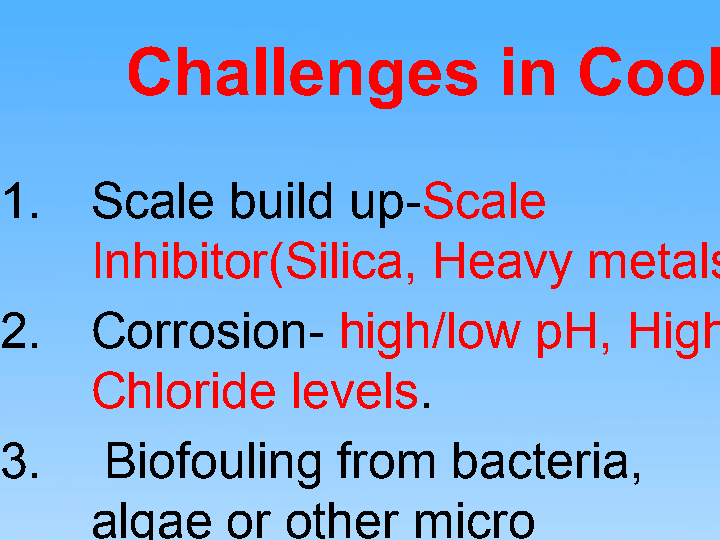 Challenges in Cool
1. Scale build up-Scale
Inhibitor(Silica, Heavy metals
2. Corrosion- high/low pH, High
Chloride levels.
3. Biofouling from bacteria,
algae or other micro